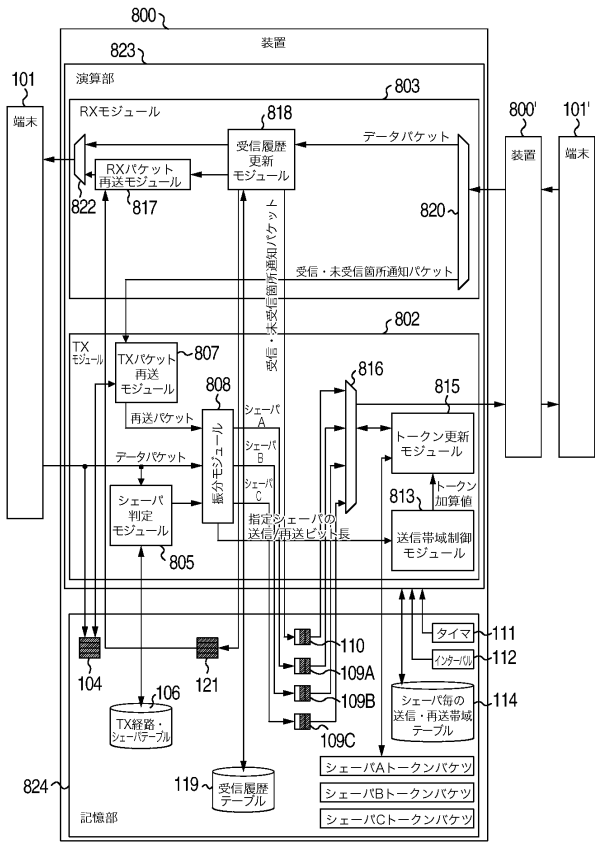 800
装置
823
演算部
101
端末
803
RXモジュール
818
受信履歴
更新
モジュール
データパケット
800'
装置
101'
端末
RXパケット
再送モジュール
822
817
820
受信・未受信箇所通知パケット
受信・未受信箇所通知パケット
802
TX
モジュール
TXパケット
再送
モジュール
807
808
816
815
再送パケット
シェーパ
A
トークン更新
モジュール
データパケット
振分モジュール
シェーパ
B
シェーパ
C
シェーパ
判定
モジュール
805
813
トークン
加算値
指定シェーパの
送信/再送ビット長
送信帯域制御
モジュール
104
121
110
109A
109B
109C
タイマ
111
インターバル
112
106
TX経路・
シェーパテーブル
シェーパ毎の
送信・再送帯域
テーブル
114
119
受信履歴
テーブル
シェーパAトークンバケツ
シェーパBトークンバケツ
シェーパCトークンバケツ
824
記憶部